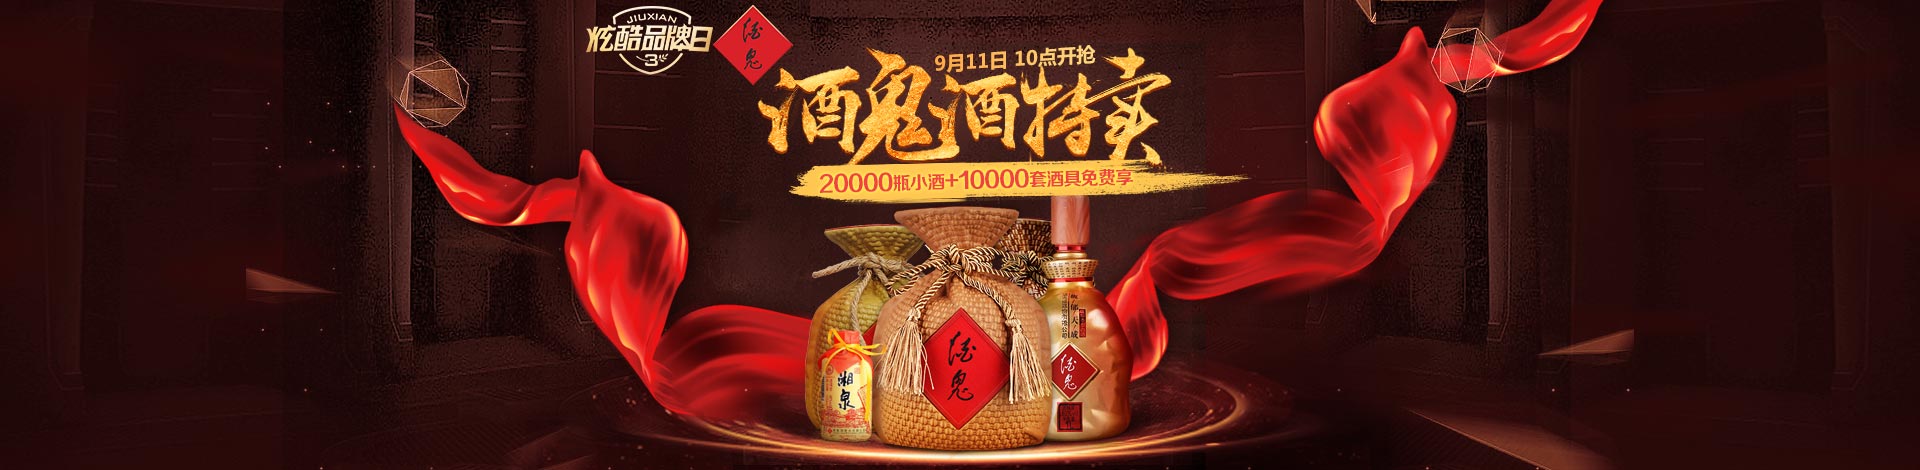 JIUXIAN
炫酷品牌日
3
酒鬼
9月11日 10点开抢
酒鬼酒特卖
20000瓶小酒+10000套酒具免费享
湘泉
酒鬼
酒鬼